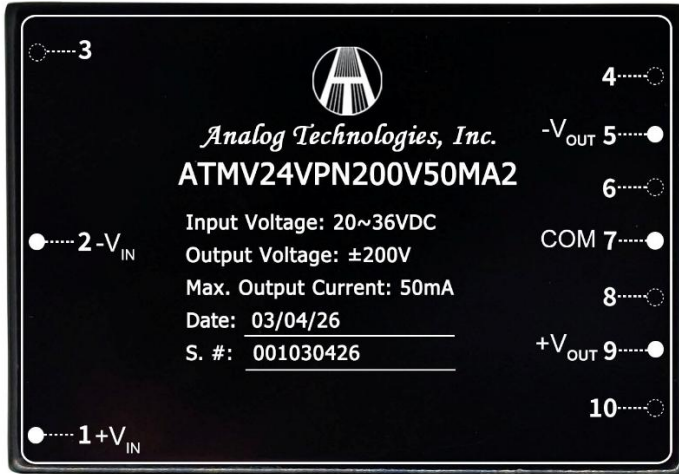 3
4
Analog Technologies, Inc.
-VOUT 5
ATMV24VPN200V50MA2
6
Input Voltage: 20~36VDC
2 -VIN
COM 7
Output Voltage: ±200V
Max. Output Current: 50mA
8
Date: 03/04/26
+VOUT 9
S. #: 001030426
10
1 +VIN